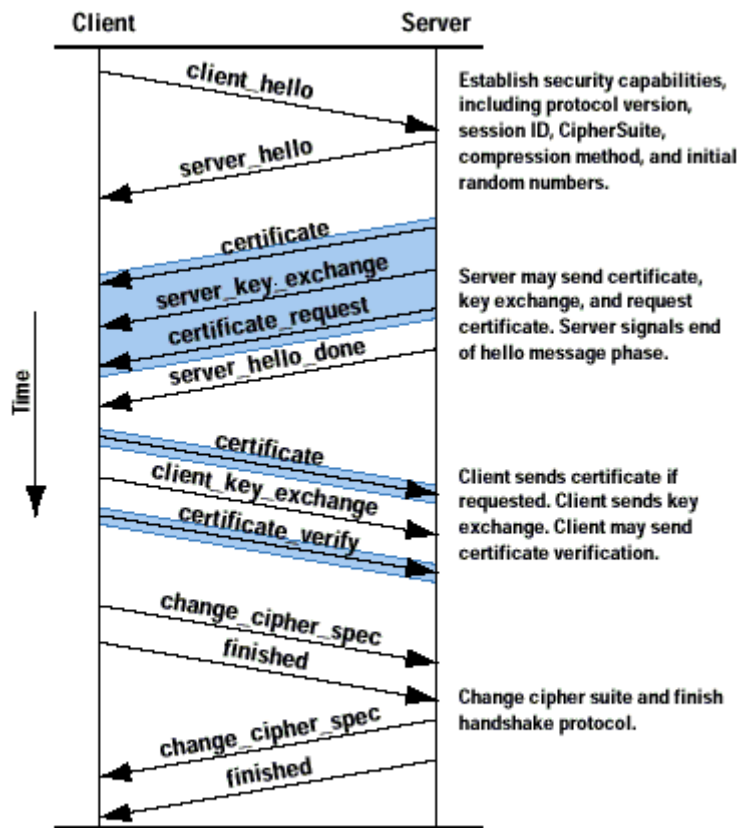 Client
Server
client_hello
server_hello
Establish security capabilities,
including protocol version,
session ID, CipherSuite,
compression method, and initial
random numbers.
certificate
server_key_exchange
certificate_request
server_hello_done
Server may send certificate,
key exchange, and request
certificate. Server signals end
of hello message phase.
Time
certificate
client_key_exchange
certificate_verify
Client sends certificate if
requested. Client sends key
exchange. Client may send
certificate verification.
change_cipher_spec
finished
change_cipher_spec
finished
Change cipher suite and finish
handshake protocol.